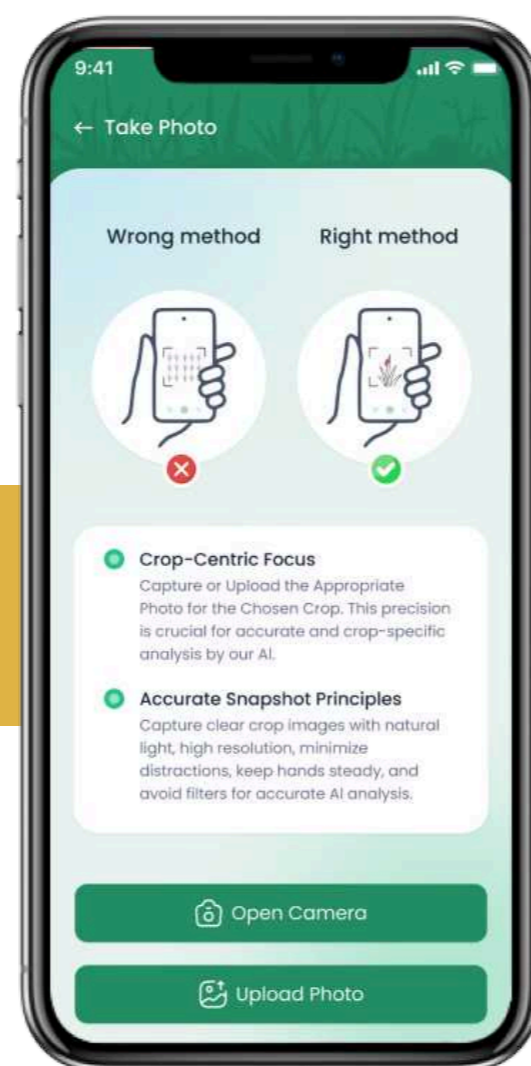 9:41
← Take Photo
Wrong method Right method
Crop-Centric Focus
Capture or Upload the Appropriate
Photo for the Chosen Crop. This precision
is crucial for accurate and crop-specific
analysis by our AI.
Accurate Snapshot Principles
Capture clear crop images with natural
light, high resolution, minimize
distractions, keep hands steady, and
avoid filters for accurate AI analysis.
Open Camera
Upload Photo